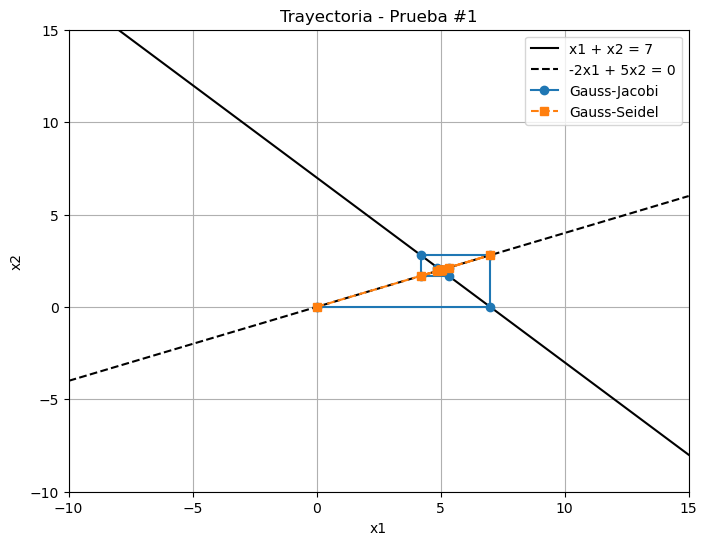 Trayectoria - Prueba #1
x1 + x2 = 7
-2x1 + 5x2 = 0
Gauss-Jacobi
Gauss-Seidel
15
10
5
0
−5
−10
x2
−10
−5
0
5
10
15
x1